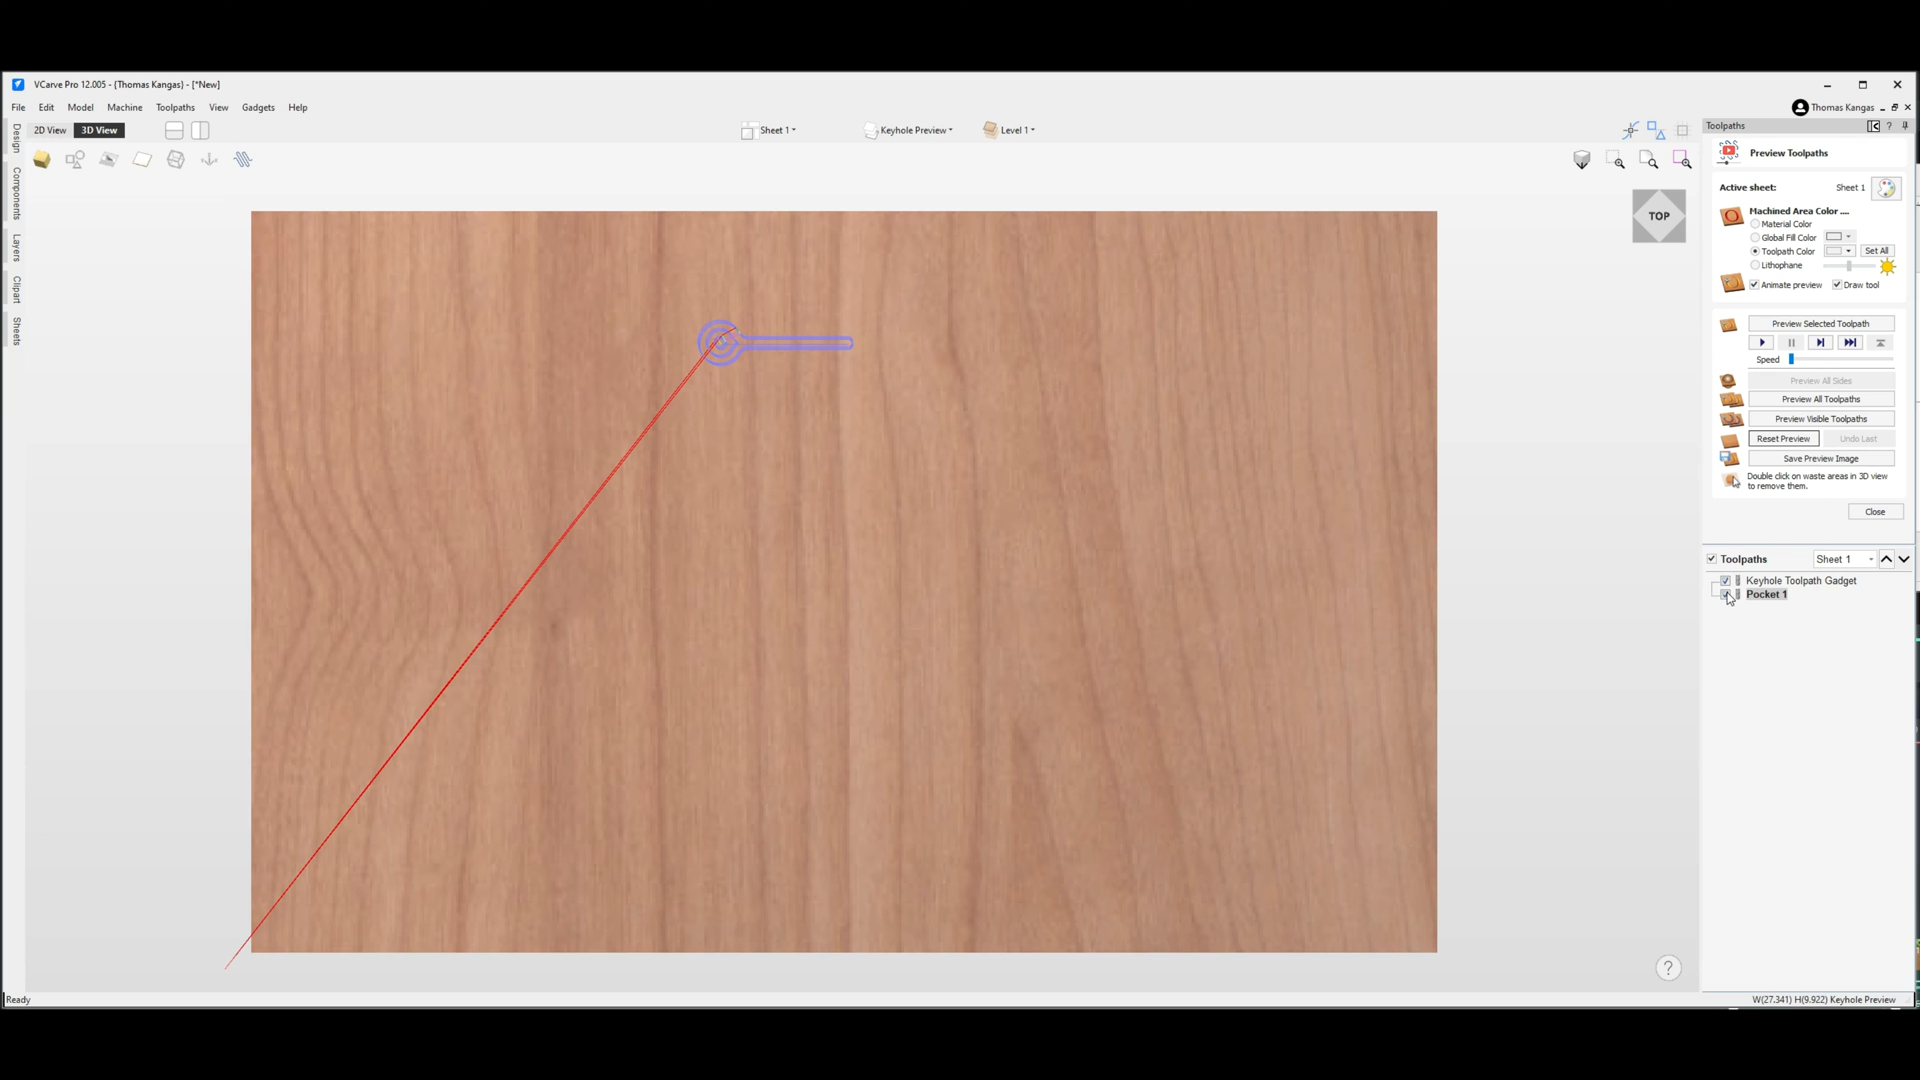 VCarve Pro 12.005 - {Thomas Kangas} - [*New]
File Edit Model Machine Toolpaths View Gadgets Help
Thomas Kangas
2D View 3D View
Sheet 1
Keyhole Preview
Level 1
Design
Components
Layers
Clipart
Sheets
TOP
Toolpaths
Preview Toolpaths
Active sheet: Sheet 1
Machined Area Color ....
Material Color
Global Fill Color
Toolpath Color Set All
Lithophane
Animate preview Draw tool
Preview Selected Toolpath
Speed
Preview All Sides
Preview All Toolpaths
Preview Visible Toolpaths
Reset Preview Undo Last
Save Preview Image
Double click on waste areas in 3D view
to remove them.
Close
Toolpaths Sheet 1
Keyhole Toolpath Gadget
Pocket 1
?
Ready
W(27.341) H(9.922) Keyhole Preview